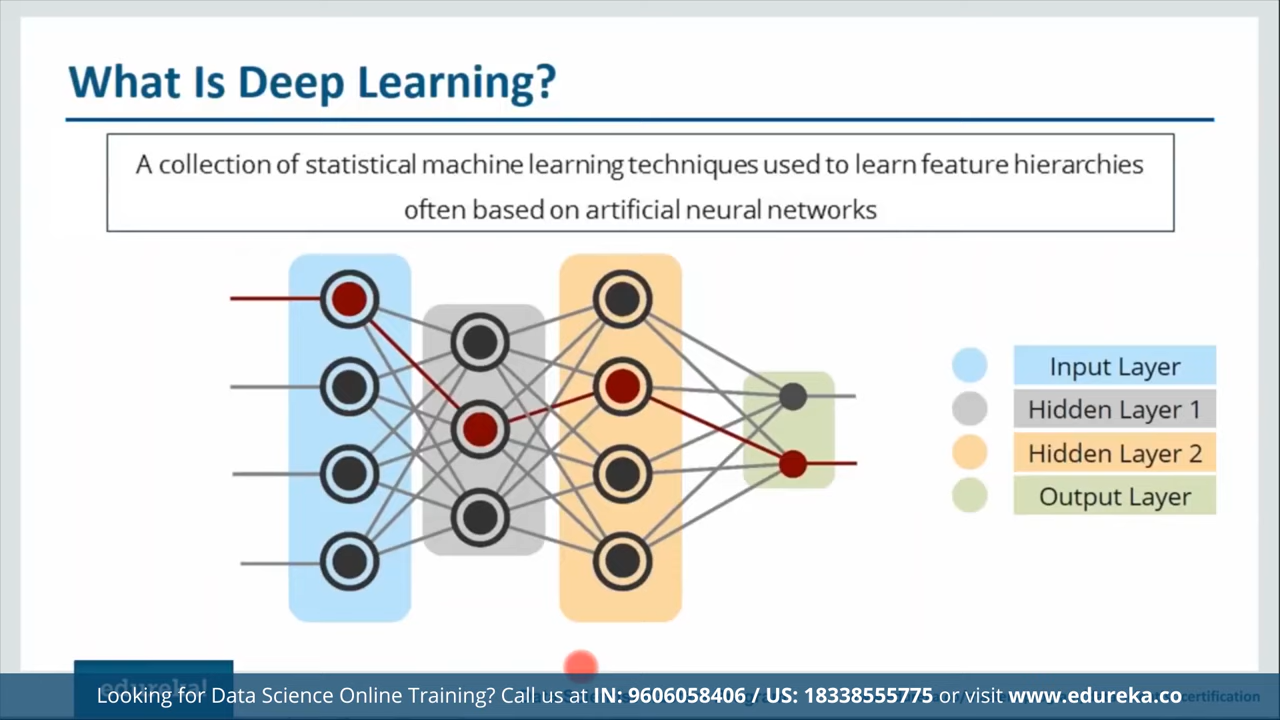 What Is Deep Learning?
A collection of statistical machine learning techniques used to learn feature hierarchies
often based on artificial neural networks
Input Layer
Hidden Layer 1
Hidden Layer 2
Output Layer
edureka!
Looking for Data Science Online Training? Call us at IN: 9606058406 / US: 18338555775 or visit www.edureka.co
certification